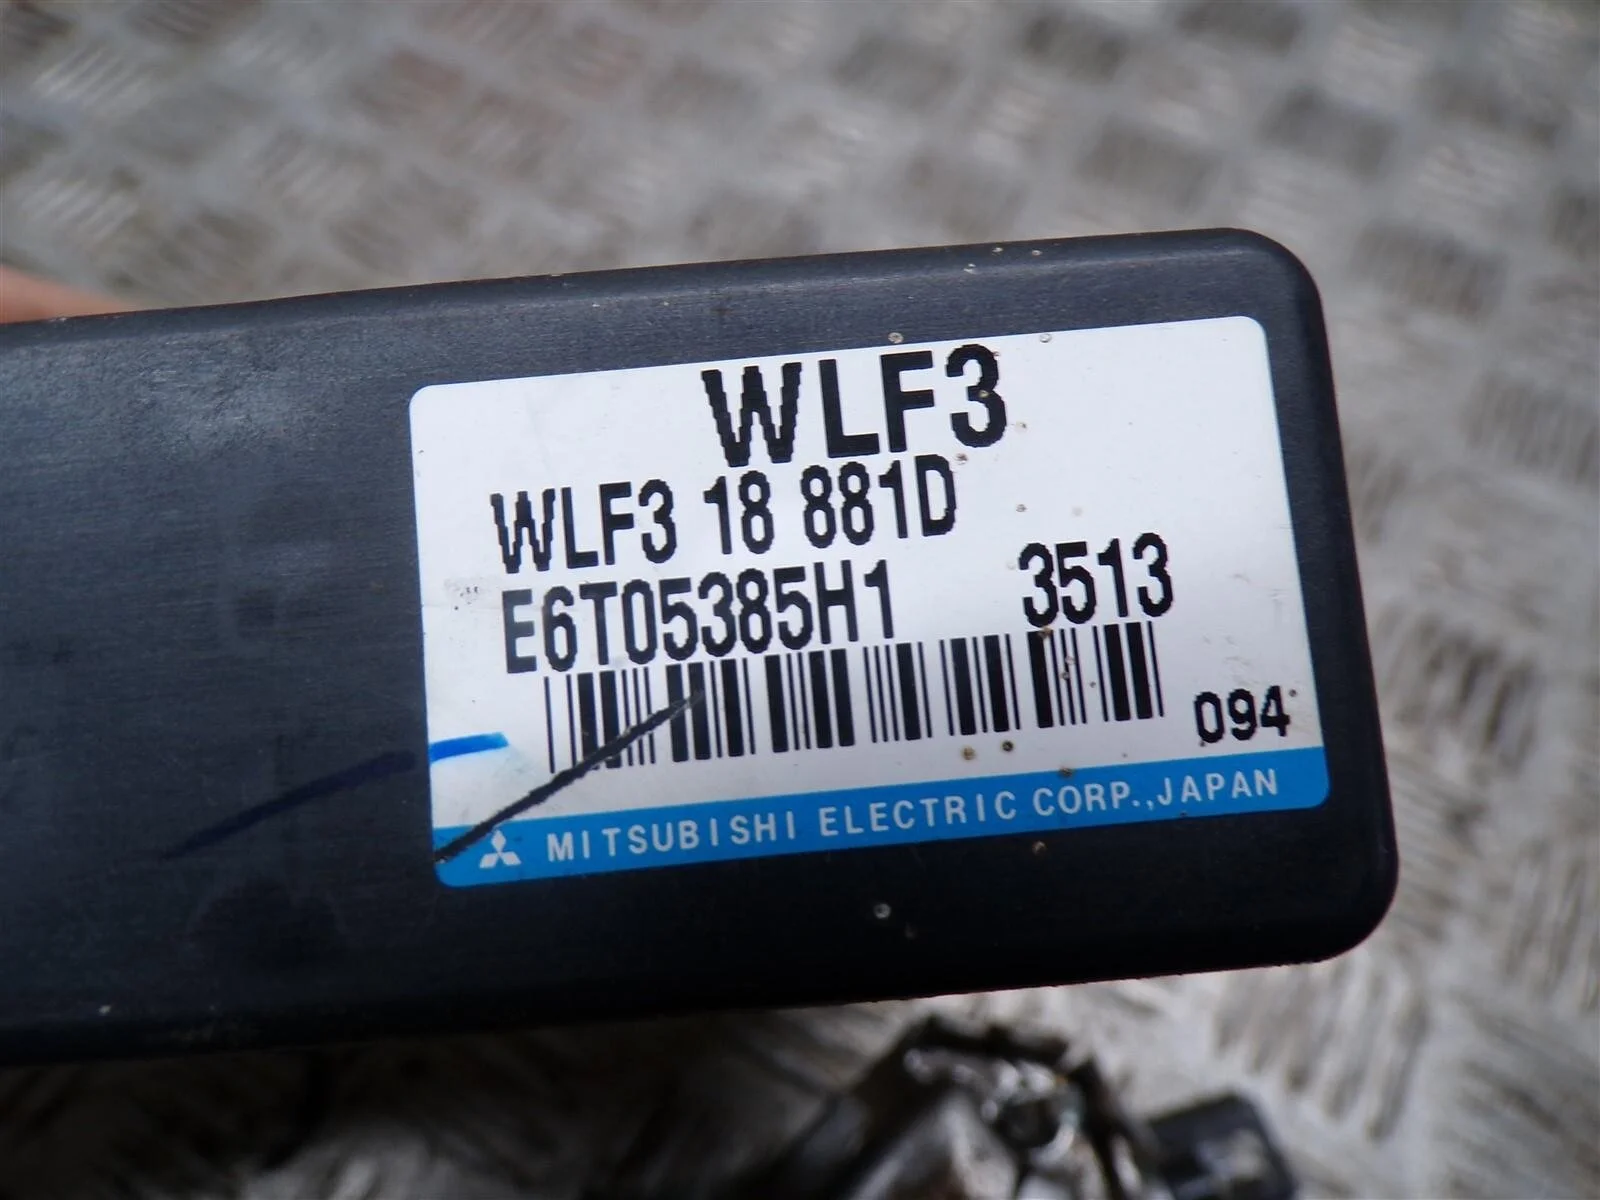 WLF3
WLF3 18 881D
E6T05385H1 3513
094
MITSUBISHI ELECTRIC CORP.,JAPAN